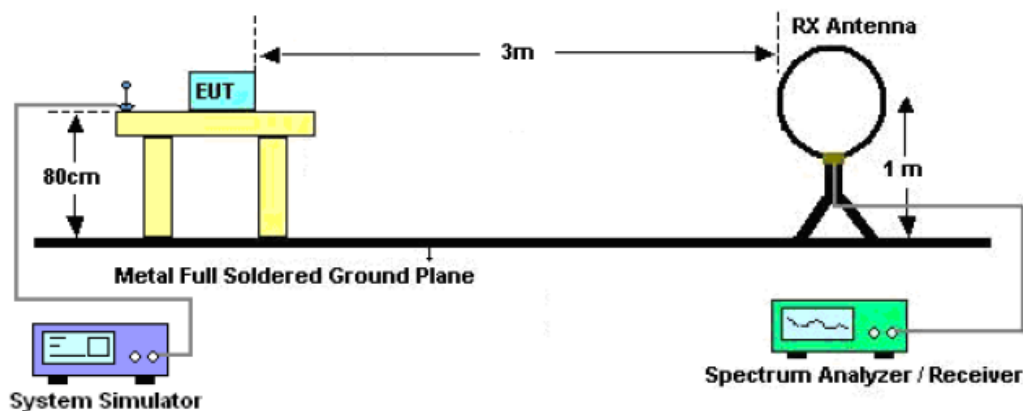 RX Antenna
3m
EUT
80cm
1 m
Metal Full Soldered Ground Plane
System Simulator
Spectrum Analyzer / Receiver